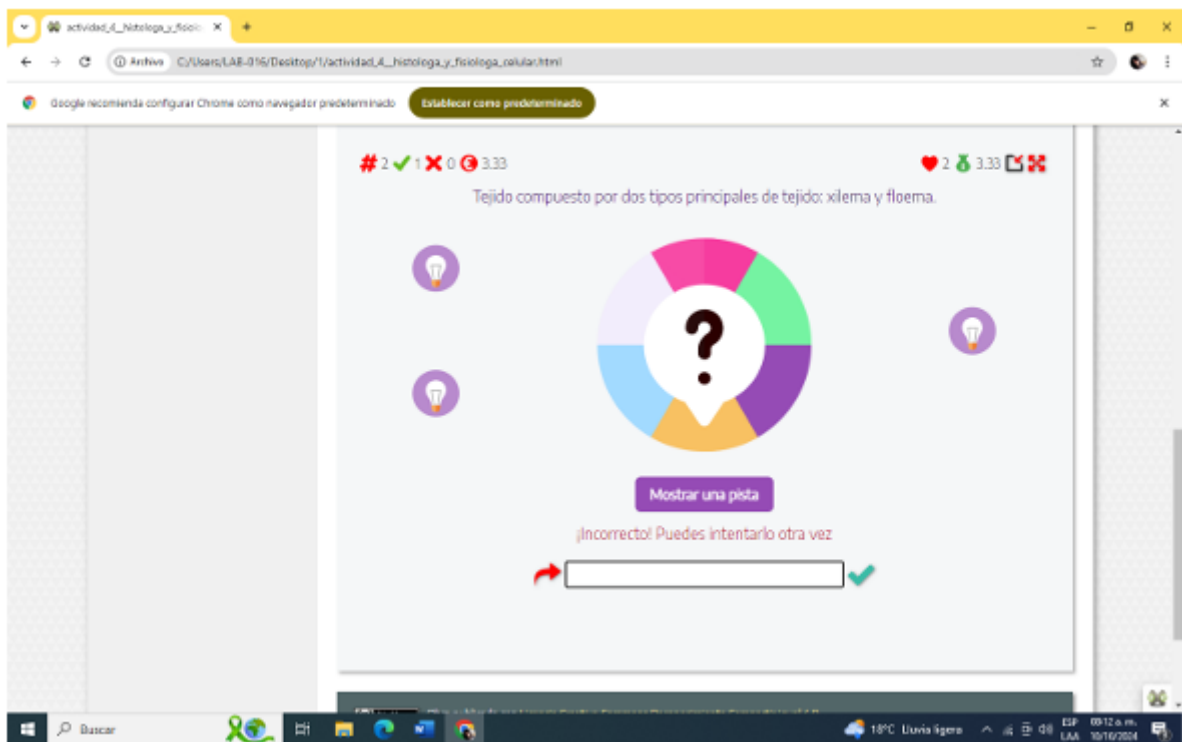 actividad_4_histologa_y_fisiolo
Archivo C:/Users/LAB-016/Desktop/1/actividad_4_histologa_y_fisiologa_celular.html
Google recomienda configurar Chrome como navegador predeterminado Establecer como predeterminado
# 2 1 0 3.33 2 3.33
Tejido compuesto por dos tipos principales de tejido: xilema y floema.
?
Mostrar una pista
¡Incorrecto! Puedes intentarlo otra vez
Buscar 18°C Lluvia ligera ESP 09:12 a. m.
LAA 10/10/2024